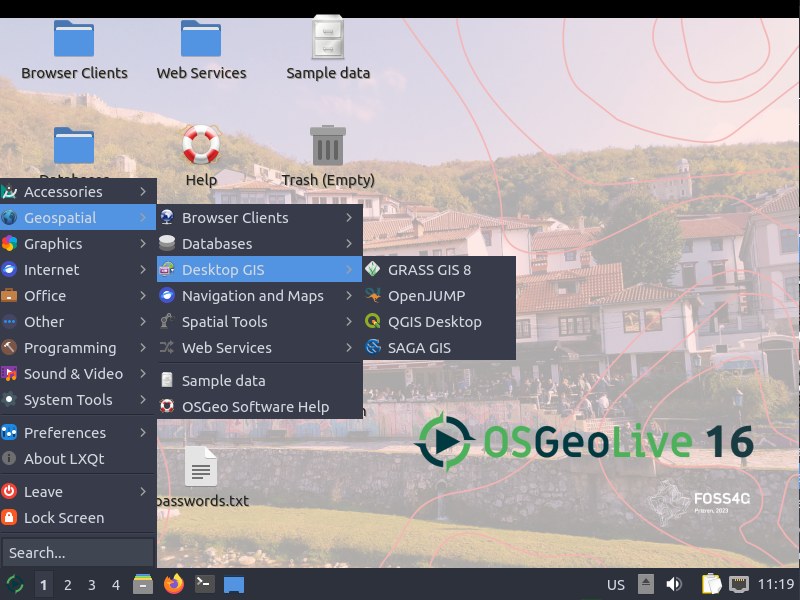 Browser Clients
Web Services
Sample data
Help
Trash (Empty)
Accessories
Geospatial
Graphics
Internet
Office
Other
Programming
Sound & Video
System Tools
Preferences
About LXQt
Leave
Lock Screen
Search...
Browser Clients
Databases
Desktop GIS
Navigation and Maps
Spatial Tools
Web Services
Sample data
OSGeo Software Help
GRASS GIS 8
OpenJUMP
QGIS Desktop
SAGA GIS
passwords.txt
OSGeoLive 16
FOSS4G
Prizren, 2023
1 2 3 4
US
11:19